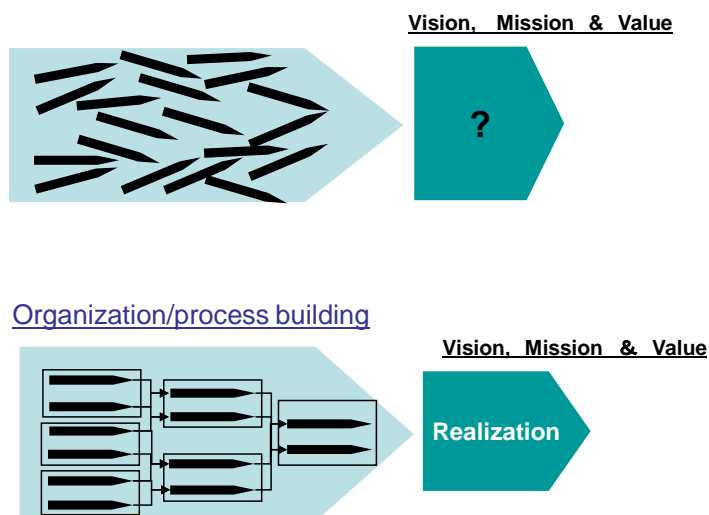 Vision, Mission & Value
?
Organization/process building
Vision, Mission & Value
Realization